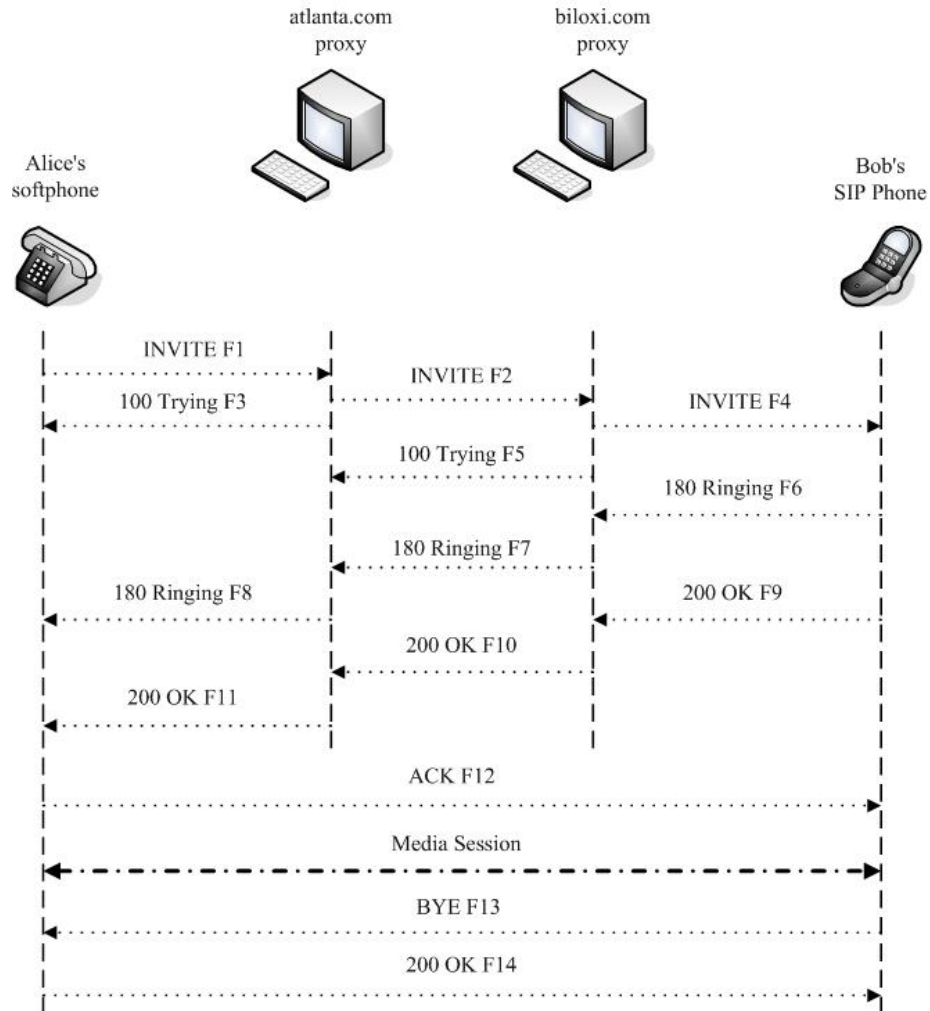 atlanta.com
proxy
biloxi.com
proxy
Alice's
softphone
Bob's
SIP Phone
INVITE F1
INVITE F2
100 Trying F3
INVITE F4
100 Trying F5
180 Ringing F6
180 Ringing F7
180 Ringing F8
200 OK F9
200 OK F10
200 OK F11
ACK F12
Media Session
BYE F13
200 OK F14